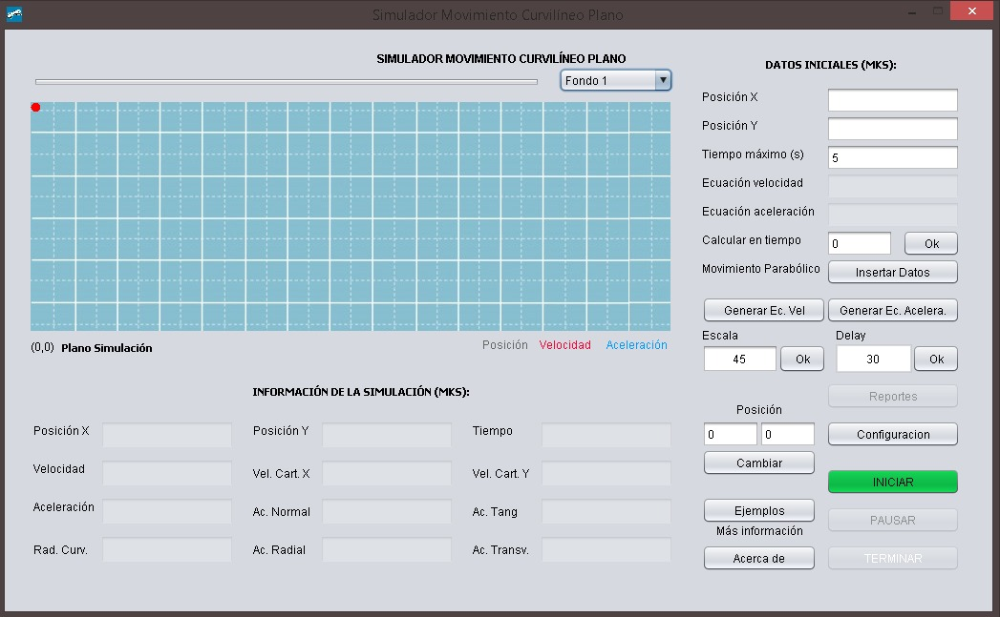 Simulador Movimiento Curvilíneo Plano
SIMULADOR MOVIMIENTO CURVILÍNEO PLANO
Fondo 1
(0,0) Plano Simulación
Posición Velocidad Aceleración
INFORMACIÓN DE LA SIMULACIÓN (MKS):
Posición X
Posición Y
Tiempo
Velocidad
Vel. Cart. X
Vel. Cart. Y
Aceleración
Ac. Normal
Ac. Tang
Rad. Curv.
Ac. Radial
Ac. Transv.
DATOS INICIALES (MKS):
Posición X
Posición Y
Tiempo máximo (s) 5
Ecuación velocidad
Ecuación aceleración
Calcular en tiempo 0 Ok
Movimiento Parabólico Insertar Datos
Generar Ec. Vel Generar Ec. Acelera.
Escala Delay
45 Ok 30 Ok
Reportes
Posición
0 0
Configuracion
Cambiar
INICIAR
Ejemplos
PAUSAR
Más información
Acerca de
TERMINAR